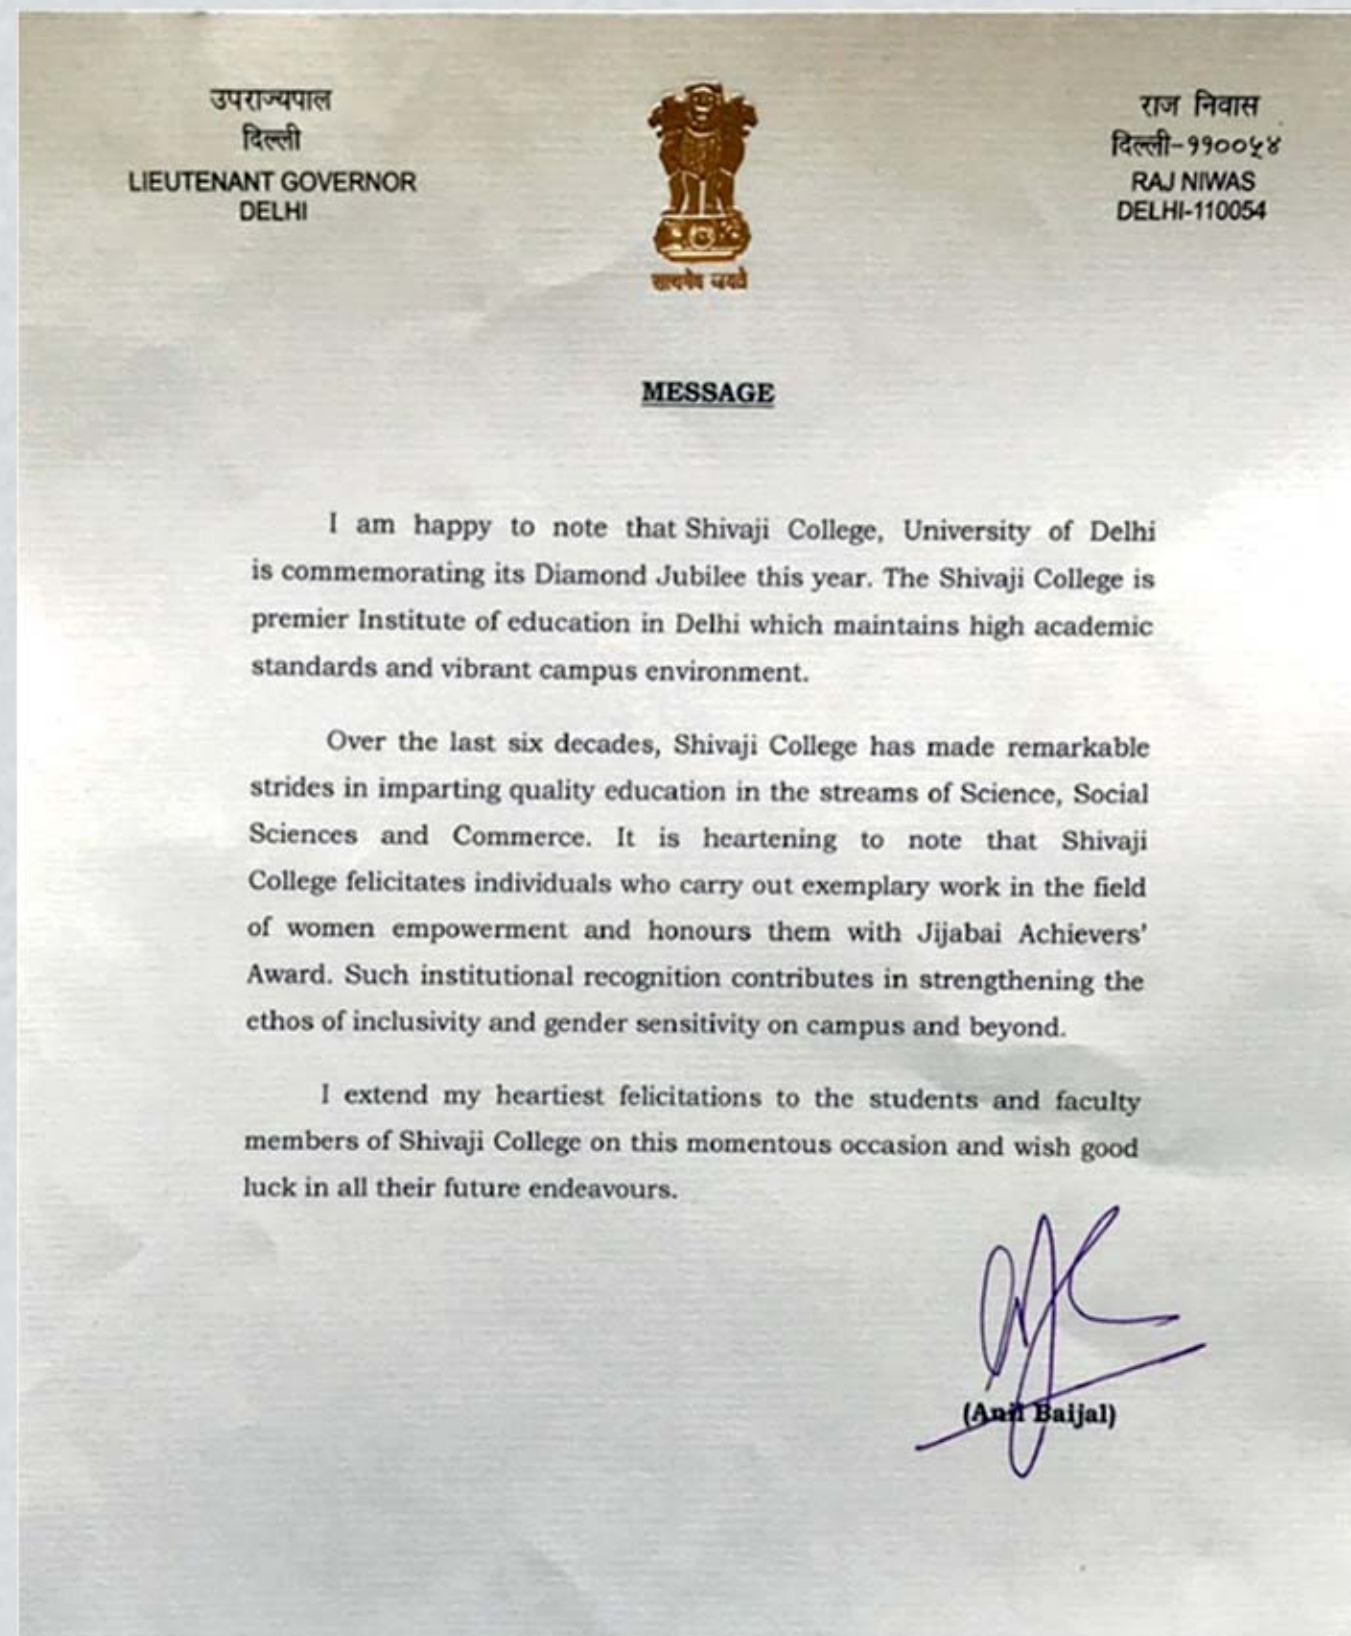 उपराज्यपाल
दिल्ली
LIEUTENANT GOVERNOR
DELHI
सत्यमेव जयते
राज निवास
दिल्ली-११००५४
RAJ NIWAS
DELHI-110054
MESSAGE
I am happy to note that Shivaji College, University of Delhi
is commemorating its Diamond Jubilee this year. The Shivaji College is
premier Institute of education in Delhi which maintains high academic
standards and vibrant campus environment.
Over the last six decades, Shivaji College has made remarkable
strides in imparting quality education in the streams of Science, Social
Sciences and Commerce. It is heartening to note that Shivaji
College felicitates individuals who carry out exemplary work in the field
of women empowerment and honours them with Jijabai Achievers'
Award. Such institutional recognition contributes in strengthening the
ethos of inclusivity and gender sensitivity on campus and beyond.
I extend my heartiest felicitations to the students and faculty
members of Shivaji College on this momentous occasion and wish good
luck in all their future endeavours.
(Anil Baijal)